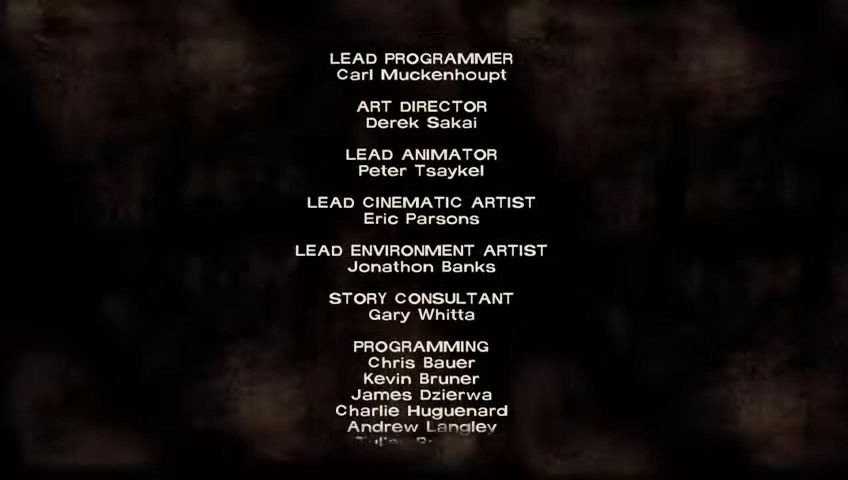 LEAD PROGRAMMER
Carl Muckenhoupt
ART DIRECTOR
Derek Sakai
LEAD ANIMATOR
Peter Tsaykel
LEAD CINEMATIC ARTIST
Eric Parsons
LEAD ENVIRONMENT ARTIST
Jonathon Banks
STORY CONSULTANT
Gary Whitta
PROGRAMMING
Chris Bauer
Kevin Bruner
James Dzierwa
Charlie Huguenard
Andrew Langley